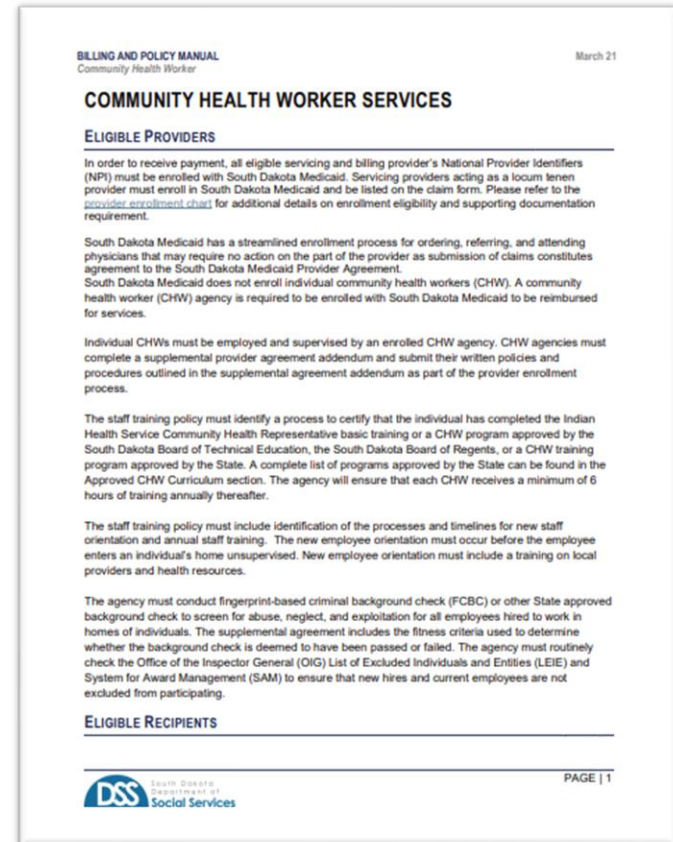 BILLING AND POLICY MANUAL March 21
Community Health Worker
COMMUNITY HEALTH WORKER SERVICES
ELIGIBLE PROVIDERS
In order to receive payment, all eligible servicing and billing provider's National Provider Identifiers
(NPI) must be enrolled with South Dakota Medicaid. Servicing providers acting as a locum tenen
provider must enroll in South Dakota Medicaid and be listed on the claim form. Please refer to the
provider enrollment chart for additional details on enrollment eligibility and supporting documentation
requirement.
South Dakota Medicaid has a streamlined enrollment process for ordering, referring, and attending
physicians that may require no action on the part of the provider as submission of claims constitutes
agreement to the South Dakota Medicaid Provider Agreement.
South Dakota Medicaid does not enroll individual community health workers (CHW). A community
health worker (CHW) agency is required to be enrolled with South Dakota Medicaid to be reimbursed
for services.
Individual CHWs must be employed and supervised by an enrolled CHW agency. CHW agencies must
complete a supplemental provider agreement addendum and submit their written policies and
procedures outlined in the supplemental agreement addendum as part of the provider enrollment
process.
The staff training policy must identify a process to certify that the individual has completed the Indian
Health Service Community Health Representative basic training or a CHW program approved by the
South Dakota Board of Technical Education, the South Dakota Board of Regents, or a CHW training
program approved by the State. A complete list of programs approved by the State can be found in the
Approved CHW Curriculum section. The agency will ensure that each CHW receives a minimum of 6
hours of training annually thereafter.
The staff training policy must include identification of the processes and timelines for new staff
orientation and annual staff training. The new employee orientation must occur before the employee
enters an individual's home unsupervised. New employee orientation must include a training on local
providers and health resources.
The agency must conduct fingerprint-based criminal background check (FCBC) or other State approved
background check to screen for abuse, neglect, and exploitation for all employees hired to work in
homes of individuals. The supplemental agreement includes the fitness criteria used to determine
whether the background check is deemed to have been passed or failed. The agency must routinely
check the Office of the Inspector General (OIG) List of Excluded Individuals and Entities (LEIE) and
System for Award Management (SAM) to ensure that new hires and current employees are not
excluded from participating.
ELIGIBLE RECIPIENTS
PAGE | 1
DSS
South Dakota
Department of
Social Services